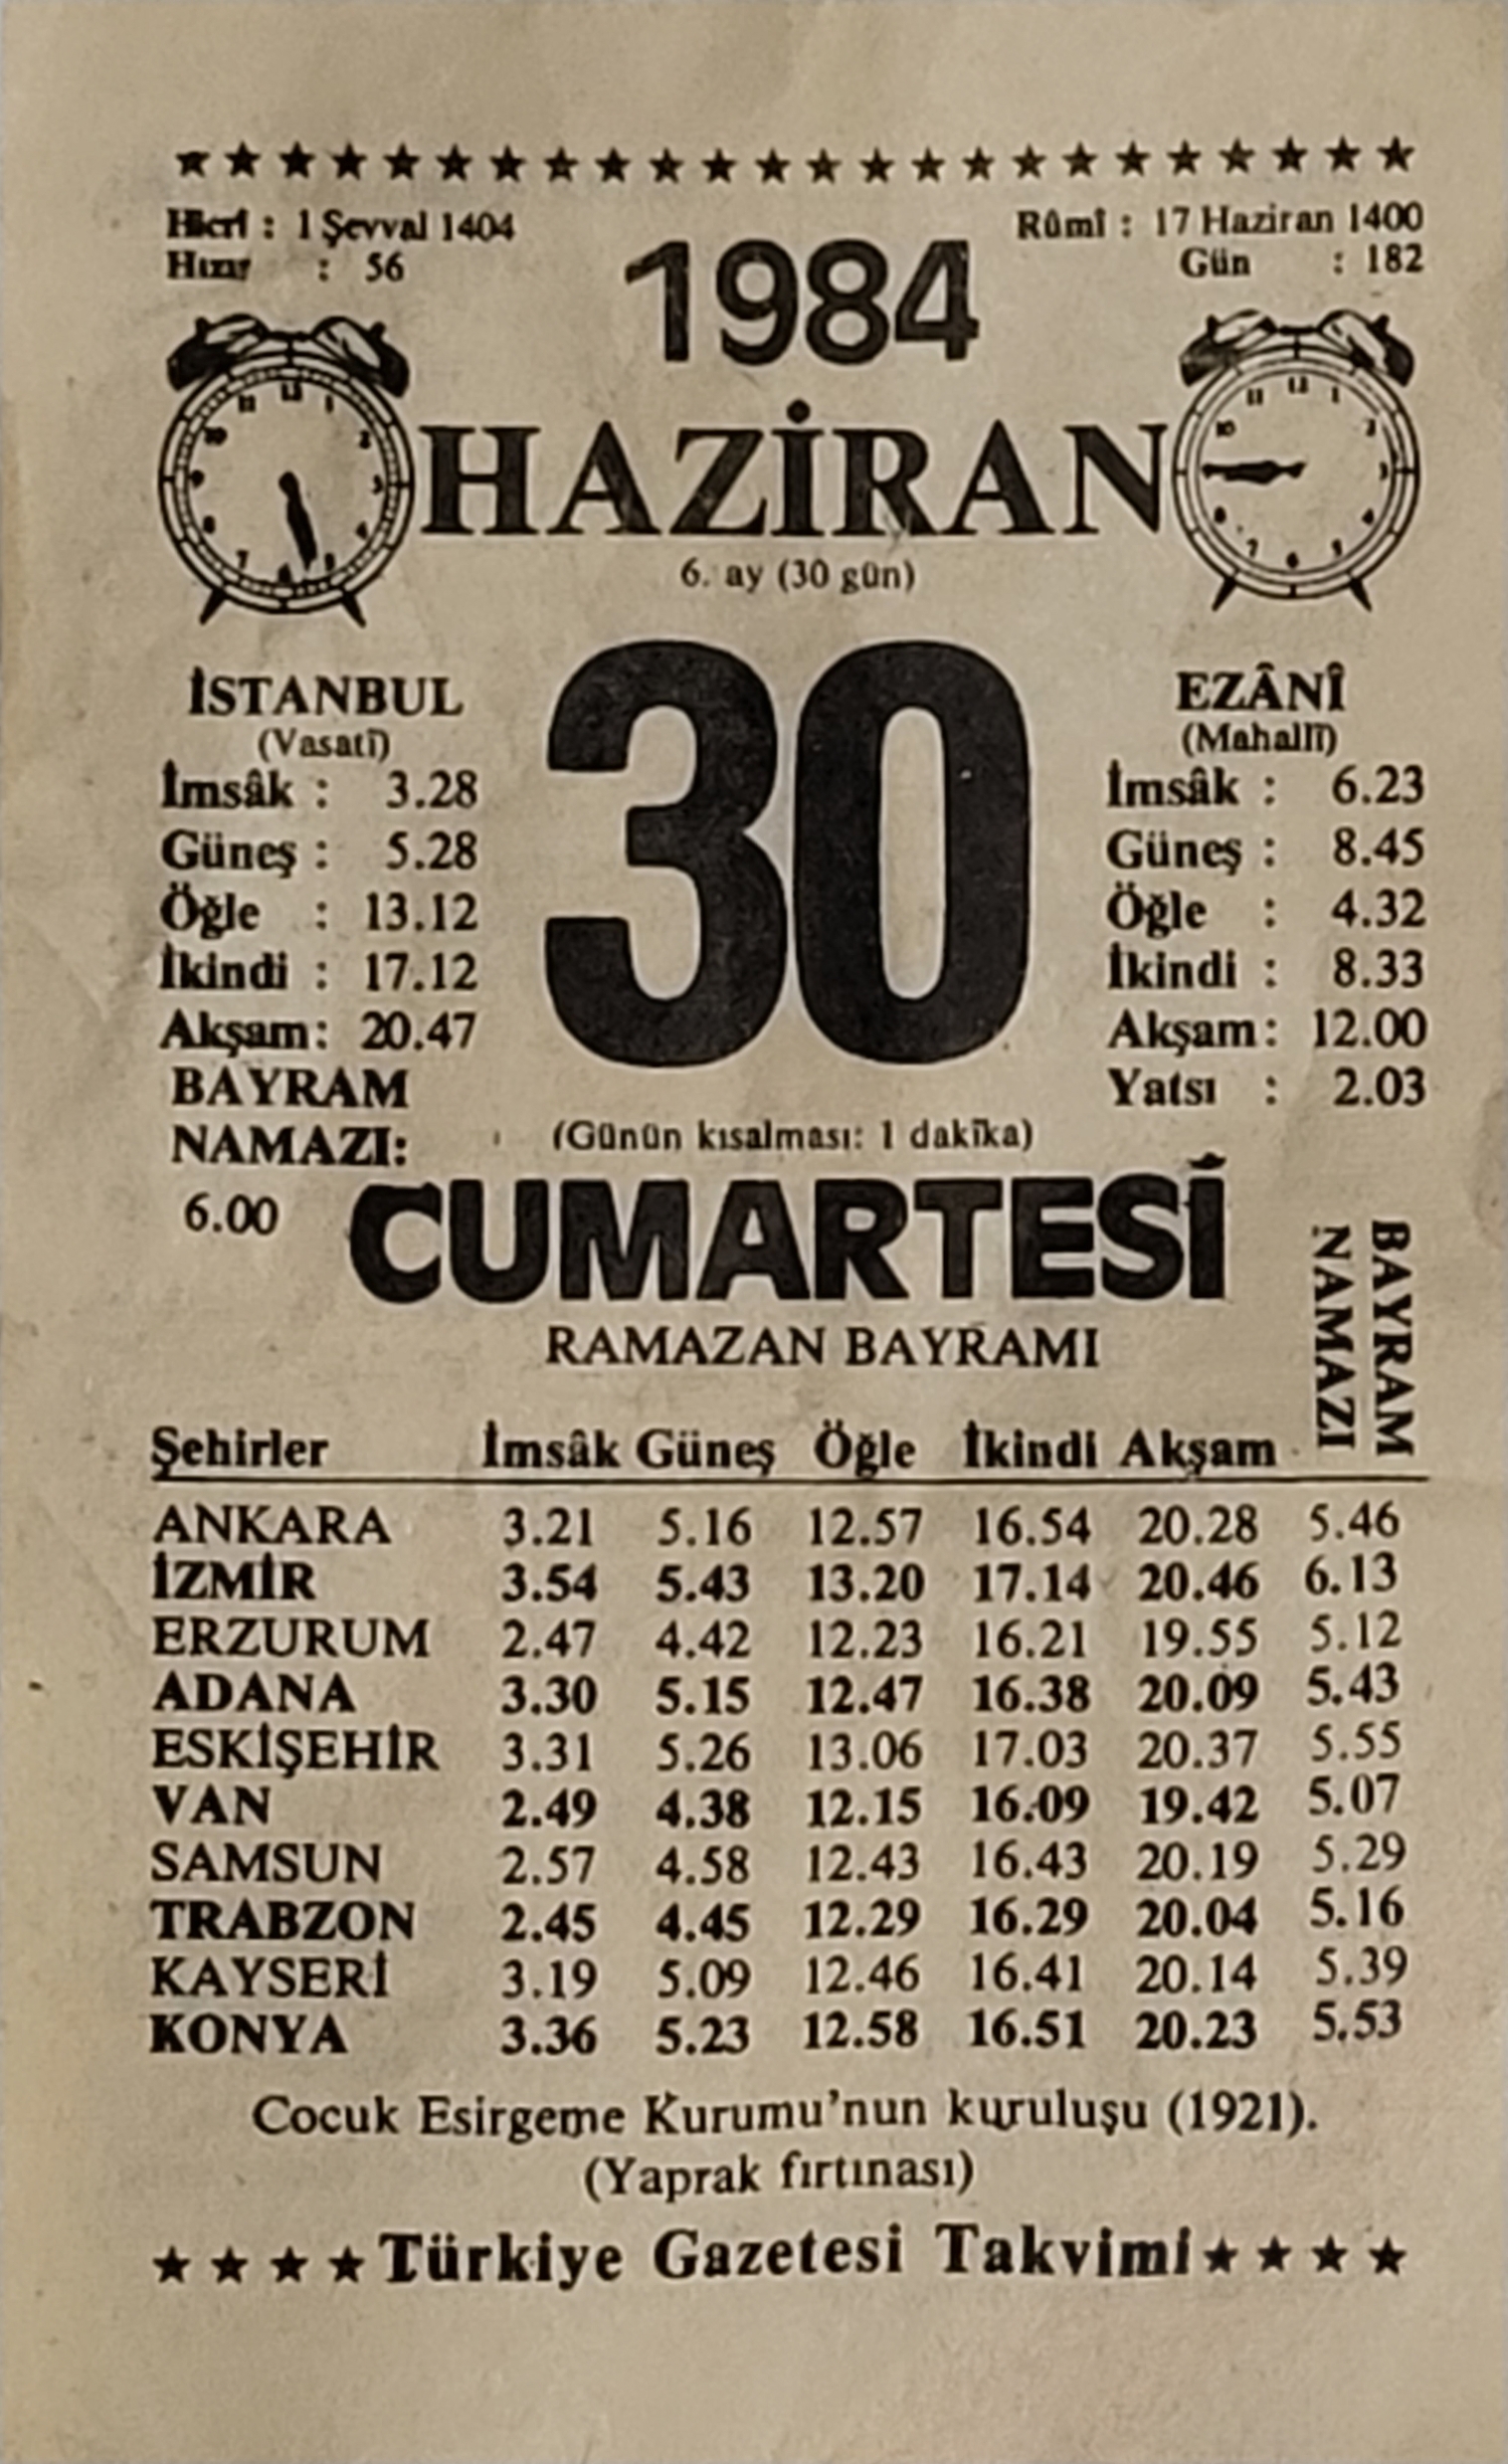 Hicrî : 1 Şevval 1404
Hızır : 56
Rûmî : 17 Haziran 1400
Gün : 182
1984
HAZİRAN
6. ay (30 gün)
30
İSTANBUL
(Vasatî)
İmsâk : 3.28
Güneş : 5.28
Öğle : 13.12
İkindi : 17.12
Akşam: 20.47
BAYRAM
NAMAZI:
6.00
EZÂNÎ
(Mahallî)
İmsâk : 6.23
Güneş : 8.45
Öğle : 4.32
İkindi : 8.33
Akşam: 12.00
Yatsı : 2.03
(Günün kısalması: 1 dakîka)
CUMARTESİ
RAMAZAN BAYRAMI
Şehirler İmsâk Güneş Öğle İkindi Akşam BAYRAM NAMAZI
ANKARA 3.21 5.16 12.57 16.54 20.28 5.46
İZMİR 3.54 5.43 13.20 17.14 20.46 6.13
ERZURUM 2.47 4.42 12.23 16.21 19.55 5.12
ADANA 3.30 5.15 12.47 16.38 20.09 5.43
ESKİŞEHİR 3.31 5.26 13.06 17.03 20.37 5.55
VAN 2.49 4.38 12.15 16.09 19.42 5.07
SAMSUN 2.57 4.58 12.43 16.43 20.19 5.29
TRABZON 2.45 4.45 12.29 16.29 20.04 5.16
KAYSERİ 3.19 5.09 12.46 16.41 20.14 5.39
KONYA 3.36 5.23 12.58 16.51 20.23 5.53
Cocuk Esirgeme Kurumu'nun kuruluşu (1921).
(Yaprak fırtınası)
Türkiye Gazetesi Takvimi